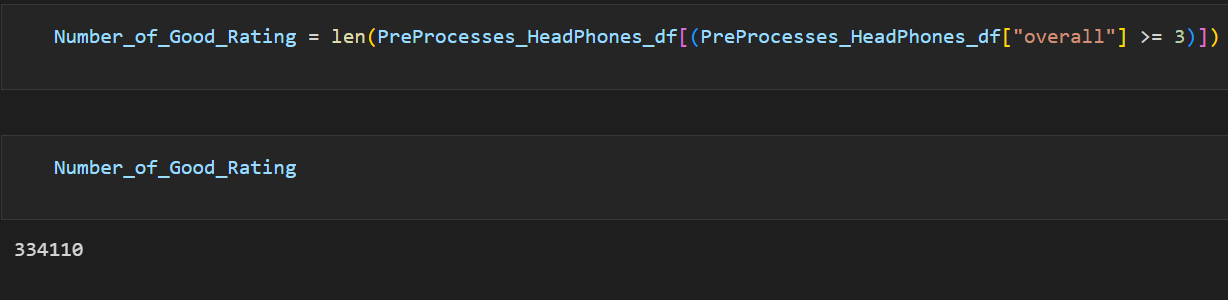 Number_of_Good_Rating = len(PreProcesses_HeadPhones_df[(PreProcesses_HeadPhones_df["overall"] >= 3)])
Number_of_Good_Rating
334110